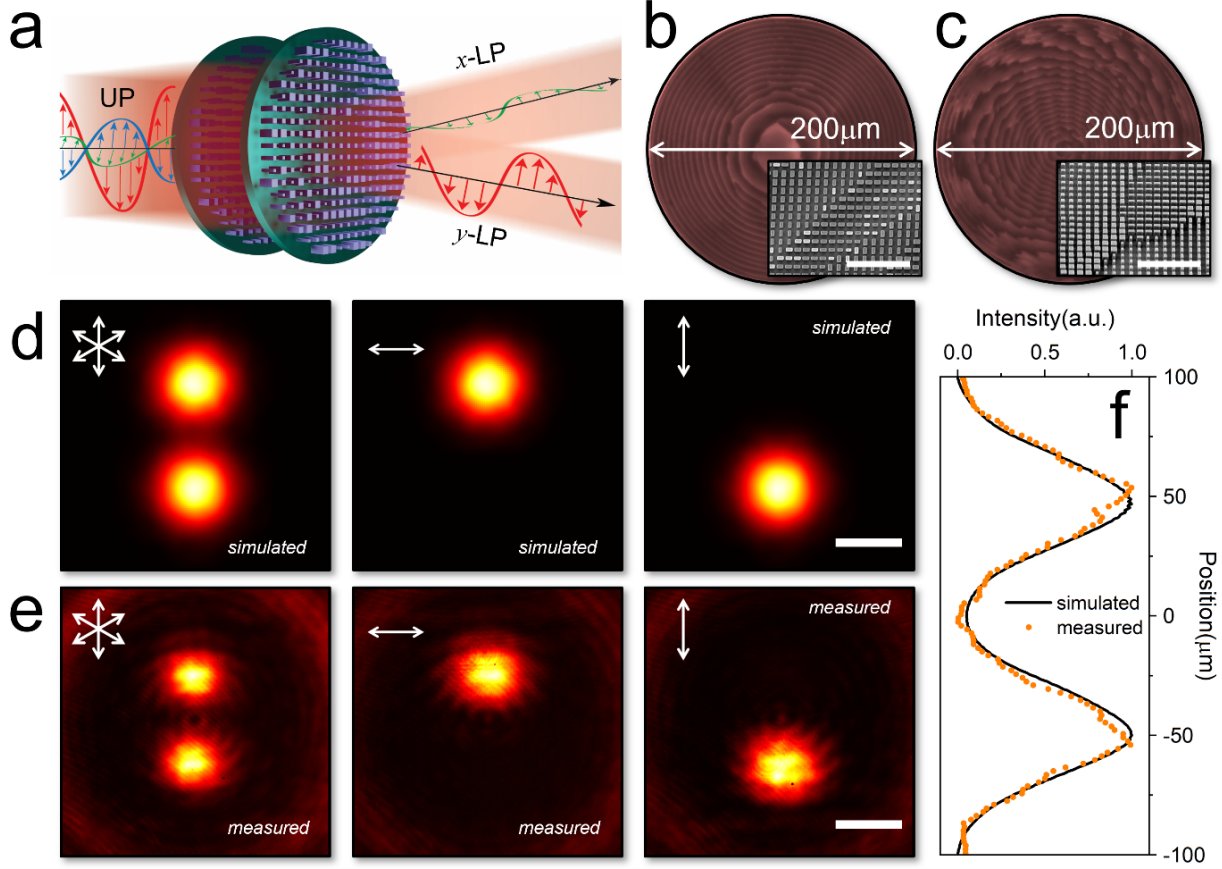 a
UP
x-LP
y-LP
b
200μm
c
200μm
d
simulated
simulated
simulated
e
measured
measured
measured
Intensity(a.u.)
0.0 0.5 1.0
f
100
50
0
-50
-100
Position(μm)
simulated
measured